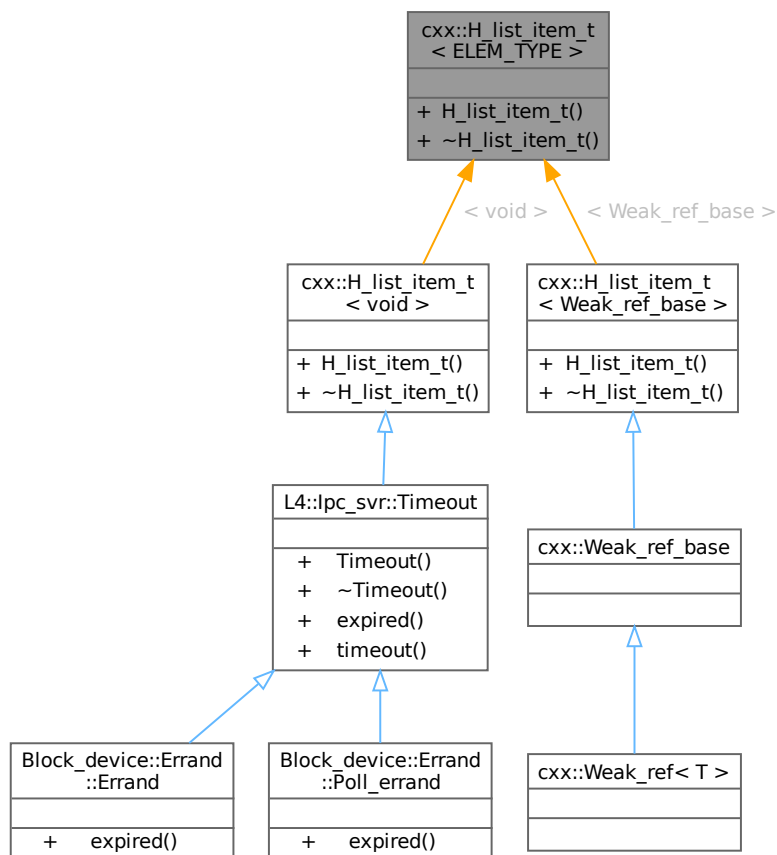 cxx::H_list_item_t
< ELEM_TYPE >
+ H_list_item_t()
+ ~H_list_item_t()
< void >
< Weak_ref_base >
cxx::H_list_item_t
< void >
+ H_list_item_t()
+ ~H_list_item_t()
cxx::H_list_item_t
< Weak_ref_base >
+ H_list_item_t()
+ ~H_list_item_t()
L4::Ipc_svr::Timeout
+ Timeout()
+ ~Timeout()
+ expired()
+ timeout()
cxx::Weak_ref_base
Block_device::Errand
::Errand
+ expired()
Block_device::Errand
::Poll_errand
+ expired()
cxx::Weak_ref< T >